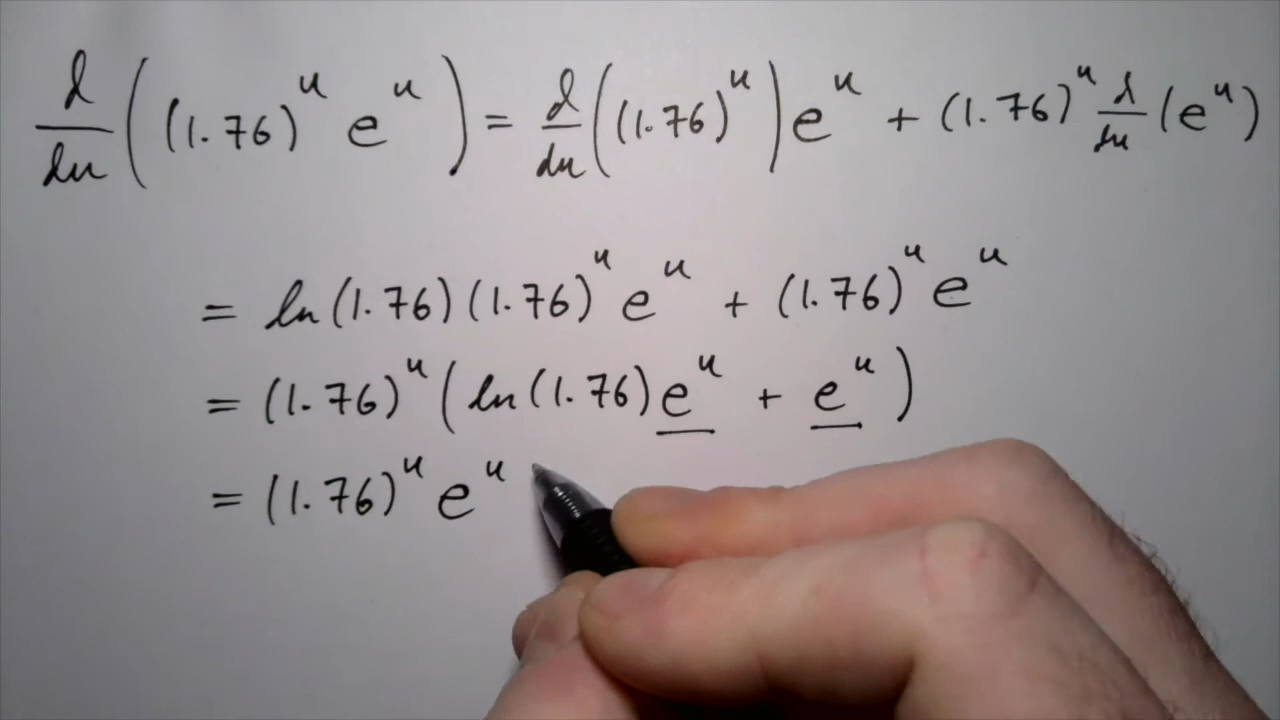 d/du((1.76)^u e^u) = d/du((1.76)^u)e^u + (1.76)^u d/du(e^u)
= ln(1.76)(1.76)^u e^u + (1.76)^u e^u
= (1.76)^u(ln(1.76)e^u + e^u)
= (1.76)^u e^u